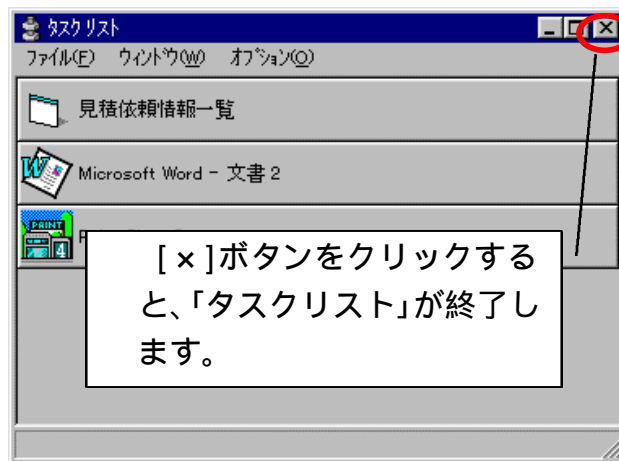 タスクリスト
ファイル(F) ウィンドウ(W) オプション(O)
見積依頼情報一覧
Microsoft Word - 文書 2
PAINT
4
[×]ボタンをクリックする
と、「タスクリスト」が終了し
ます。